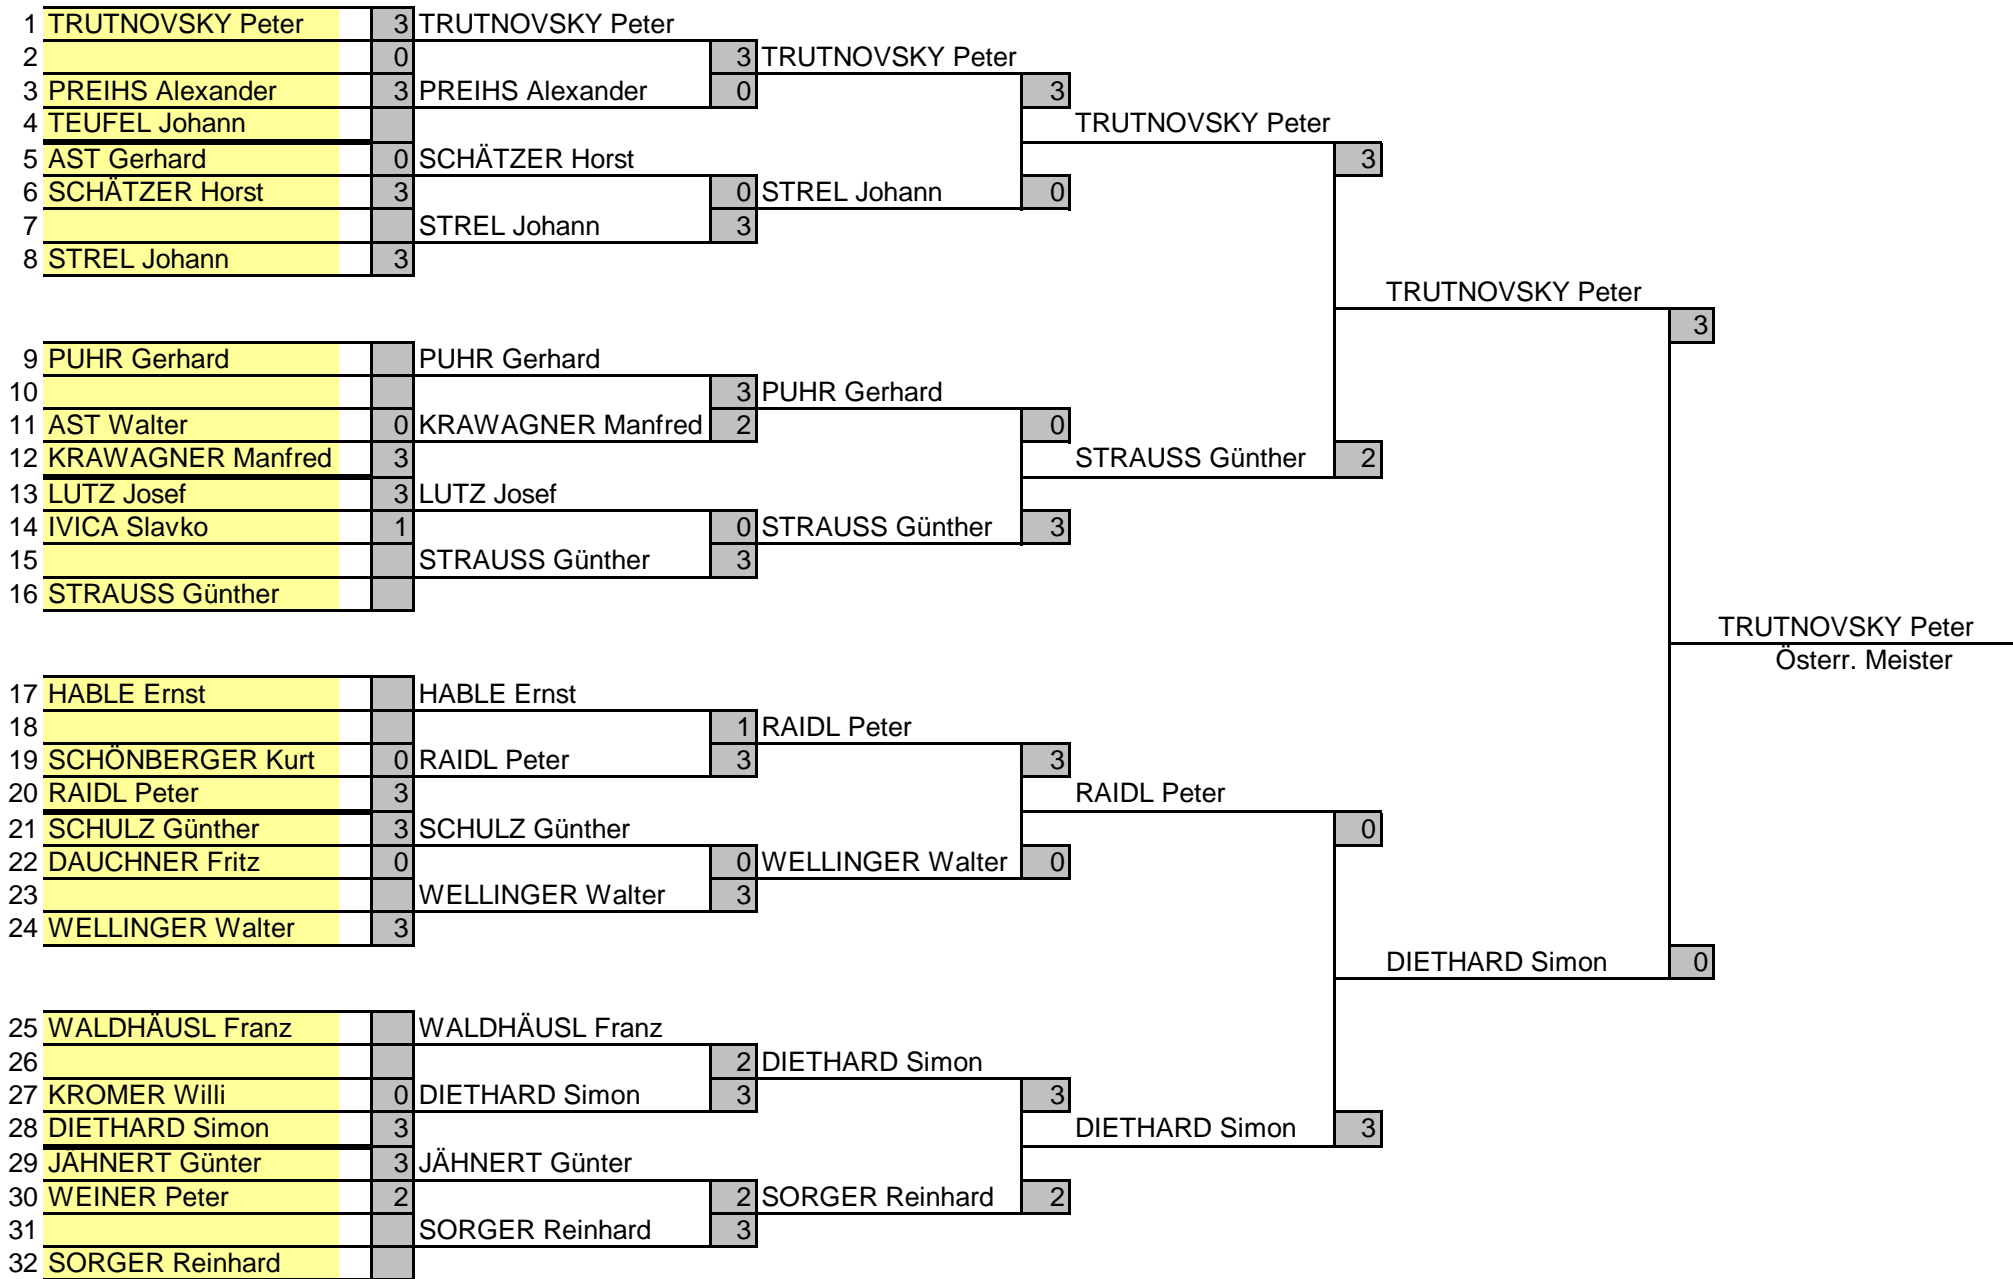 1 TRUTNOVSKY Peter 3 TRUTNOVSKY Peter
2 0 3 TRUTNOVSKY Peter
3 PREIHS Alexander 3 PREIHS Alexander 0 3
4 TEUFEL Johann TRUTNOVSKY Peter
5 AST Gerhard 0 SCHÄTZER Horst 3
6 SCHÄTZER Horst 3 0 STREL Johann 0
7 STREL Johann 3
8 STREL Johann 3
TRUTNOVSKY Peter
3
9 PUHR Gerhard PUHR Gerhard
10 3 PUHR Gerhard
11 AST Walter 0 KRAWAGNER Manfred 2 0
12 KRAWAGNER Manfred 3 STRAUSS Günther 2
13 LUTZ Josef 3 LUTZ Josef
14 IVICA Slavko 1 0 STRAUSS Günther 3
15 STRAUSS Günther 3
16 STRAUSS Günther
TRUTNOVSKY Peter
Österr. Meister
17 HABLE Ernst HABLE Ernst
18 1 RAIDL Peter
19 SCHÖNBERGER Kurt 0 RAIDL Peter 3 3
20 RAIDL Peter 3 RAIDL Peter
21 SCHULZ Günther 3 SCHULZ Günther 0
22 DAUCHNER Fritz 0 0 WELLINGER Walter 0
23 WELLINGER Walter 3
24 WELLINGER Walter 3
DIETHARD Simon 0
25 WALDHÄUSL Franz WALDHÄUSL Franz
26 2 DIETHARD Simon
27 KROMER Willi 0 DIETHARD Simon 3 3
28 DIETHARD Simon 3 DIETHARD Simon 3
29 JÄHNERT Günter 3 JÄHNERT Günter
30 WEINER Peter 2 2 SORGER Reinhard 2
31 SORGER Reinhard 3
32 SORGER Reinhard